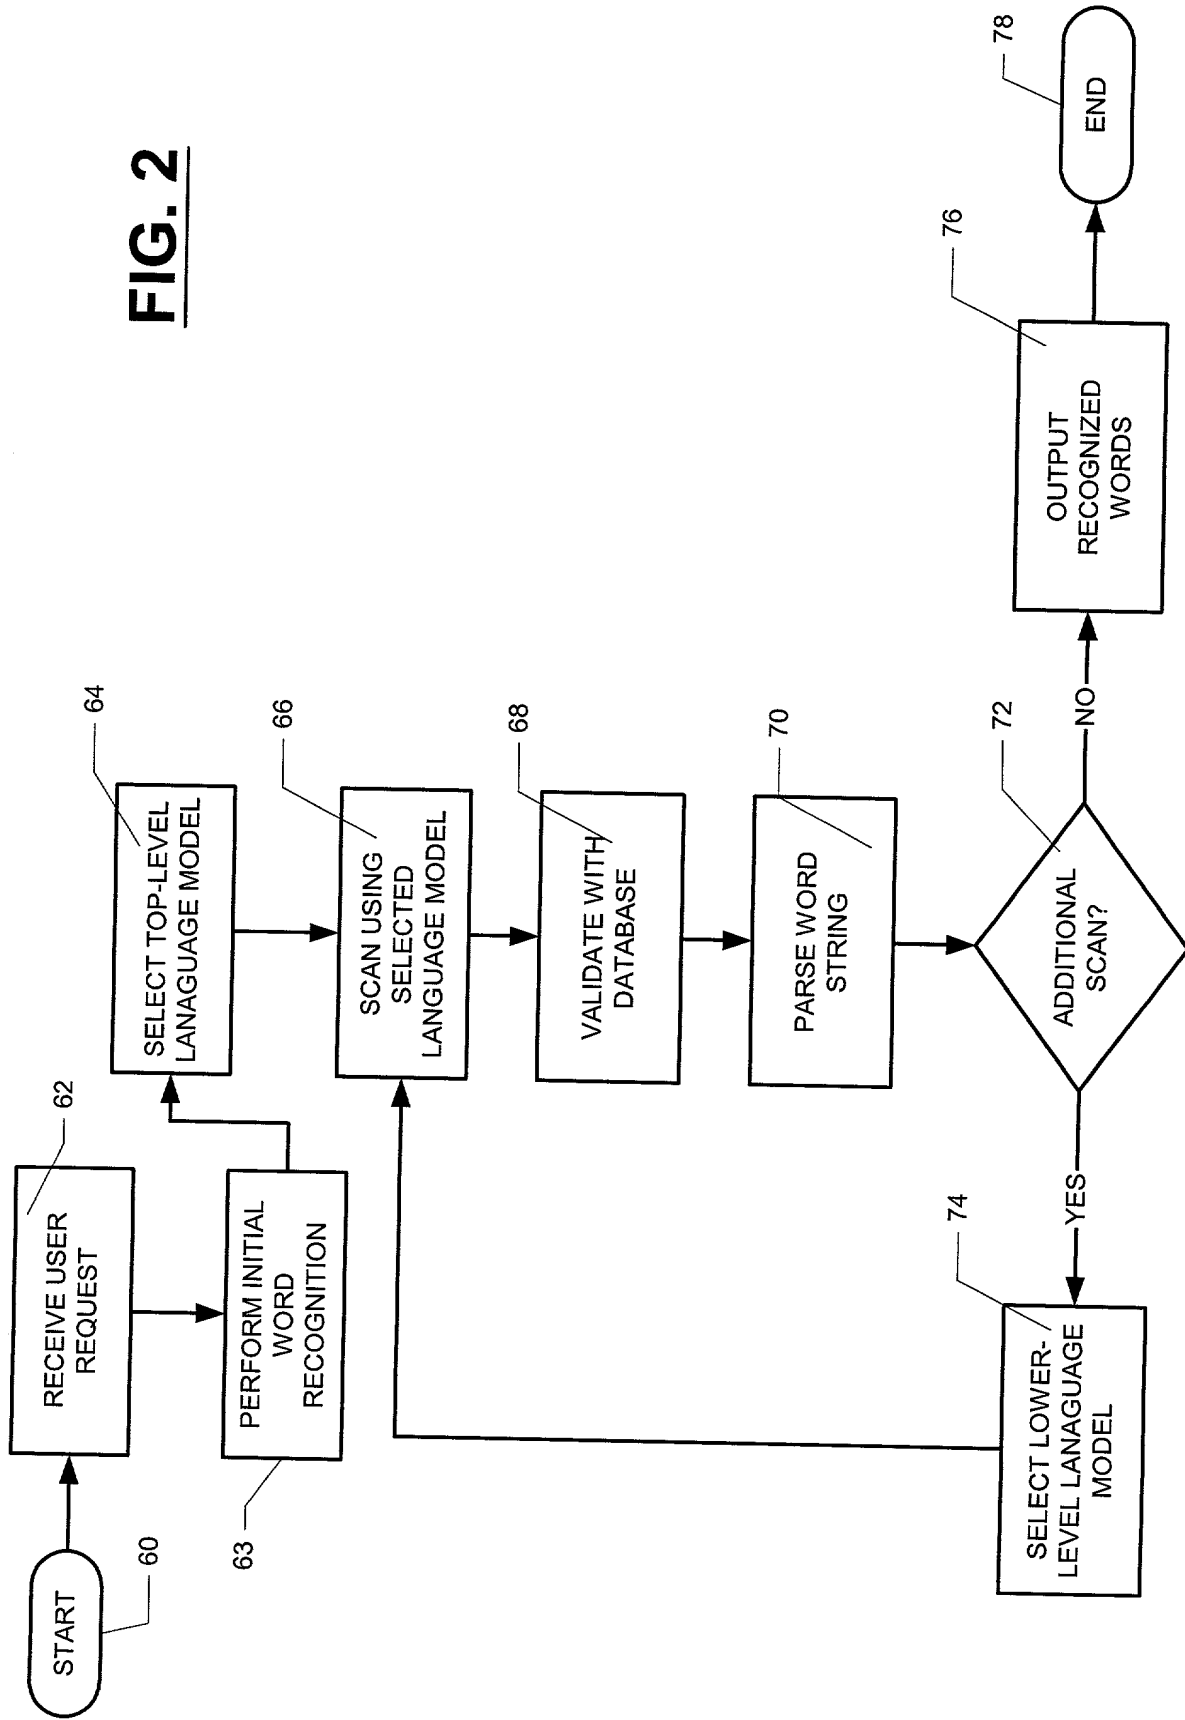 FIG. 2
START
60
RECEIVE USER
REQUEST
62
PERFORM INITIAL
WORD
RECOGNITION
63
SELECT TOP-LEVEL
LANAGUAGE MODEL
64
SCAN USING
SELECTED
LANGUAGE MODEL
66
VALIDATE WITH
DATABASE
68
PARSE WORD
STRING
70
ADDITIONAL
SCAN?
72
YES
NO
SELECT LOWER-
LEVEL LANAGUAGE
MODEL
74
OUTPUT
RECOGNIZED
WORDS
76
END
78